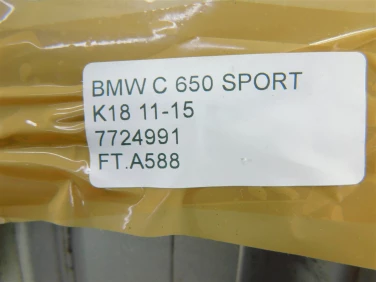 BMW C 650 SPORT
K18 11-15
7724991
FT.A588